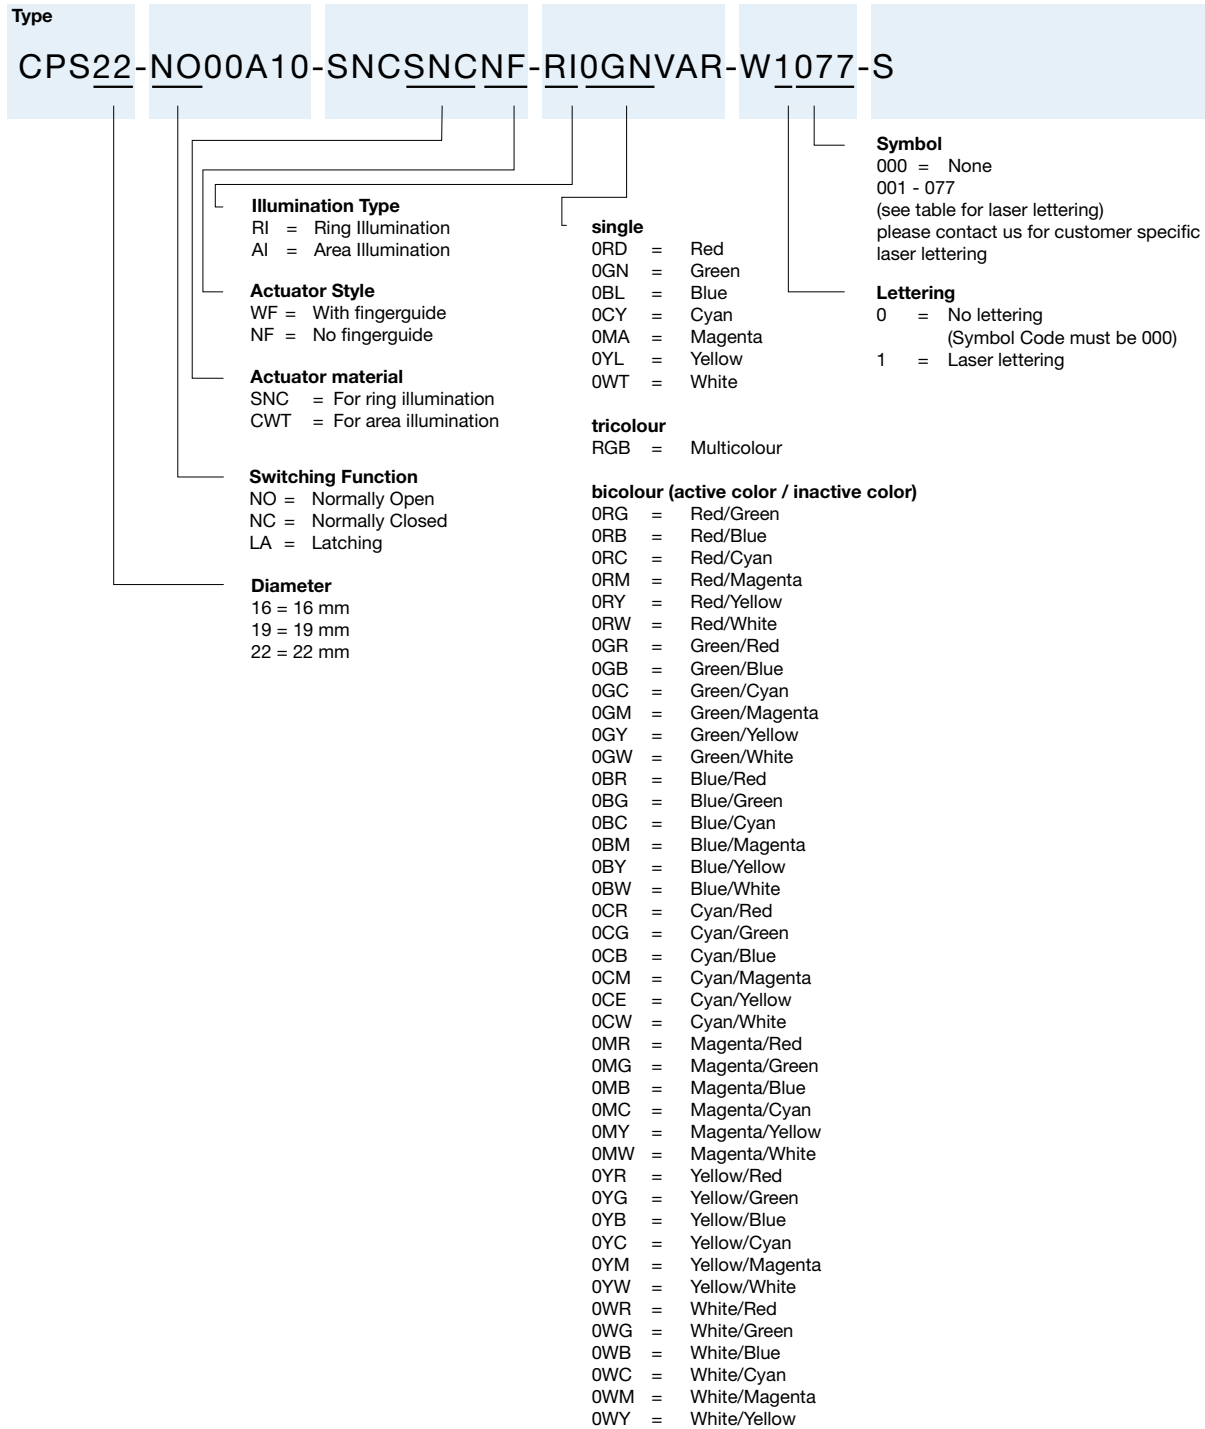 Type
CPS22-NO00A10-SNCSNCNF-RI0GNVAR-W1077-S
Symbol
000 = None
001 - 077
(see table for laser lettering)
please contact us for customer specific
laser lettering
Lettering
0 = No lettering
(Symbol Code must be 000)
1 = Laser lettering
Illumination Type
RI = Ring Illumination
AI = Area Illumination
Actuator Style
WF = With fingerguide
NF = No fingerguide
Actuator material
SNC = For ring illumination
CWT = For area illumination
Switching Function
NO = Normally Open
NC = Normally Closed
LA = Latching
Diameter
16 = 16 mm
19 = 19 mm
22 = 22 mm
single
0RD = Red
0GN = Green
0BL = Blue
0CY = Cyan
0MA = Magenta
0YL = Yellow
0WT = White
tricolour
RGB = Multicolour
bicolour (active color / inactive color)
0RG = Red/Green
0RB = Red/Blue
0RC = Red/Cyan
0RM = Red/Magenta
0RY = Red/Yellow
0RW = Red/White
0GR = Green/Red
0GB = Green/Blue
0GC = Green/Cyan
0GM = Green/Magenta
0GY = Green/Yellow
0GW = Green/White
0BR = Blue/Red
0BG = Blue/Green
0BC = Blue/Cyan
0BM = Blue/Magenta
0BY = Blue/Yellow
0BW = Blue/White
0CR = Cyan/Red
0CG = Cyan/Green
0CB = Cyan/Blue
0CM = Cyan/Magenta
0CE = Cyan/Yellow
0CW = Cyan/White
0MR = Magenta/Red
0MG = Magenta/Green
0MB = Magenta/Blue
0MC = Magenta/Cyan
0MY = Magenta/Yellow
0MW = Magenta/White
0YR = Yellow/Red
0YG = Yellow/Green
0YB = Yellow/Blue
0YC = Yellow/Cyan
0YM = Yellow/Magenta
0YW = Yellow/White
0WR = White/Red
0WG = White/Green
0WB = White/Blue
0WC = White/Cyan
0WM = White/Magenta
0WY = White/Yellow